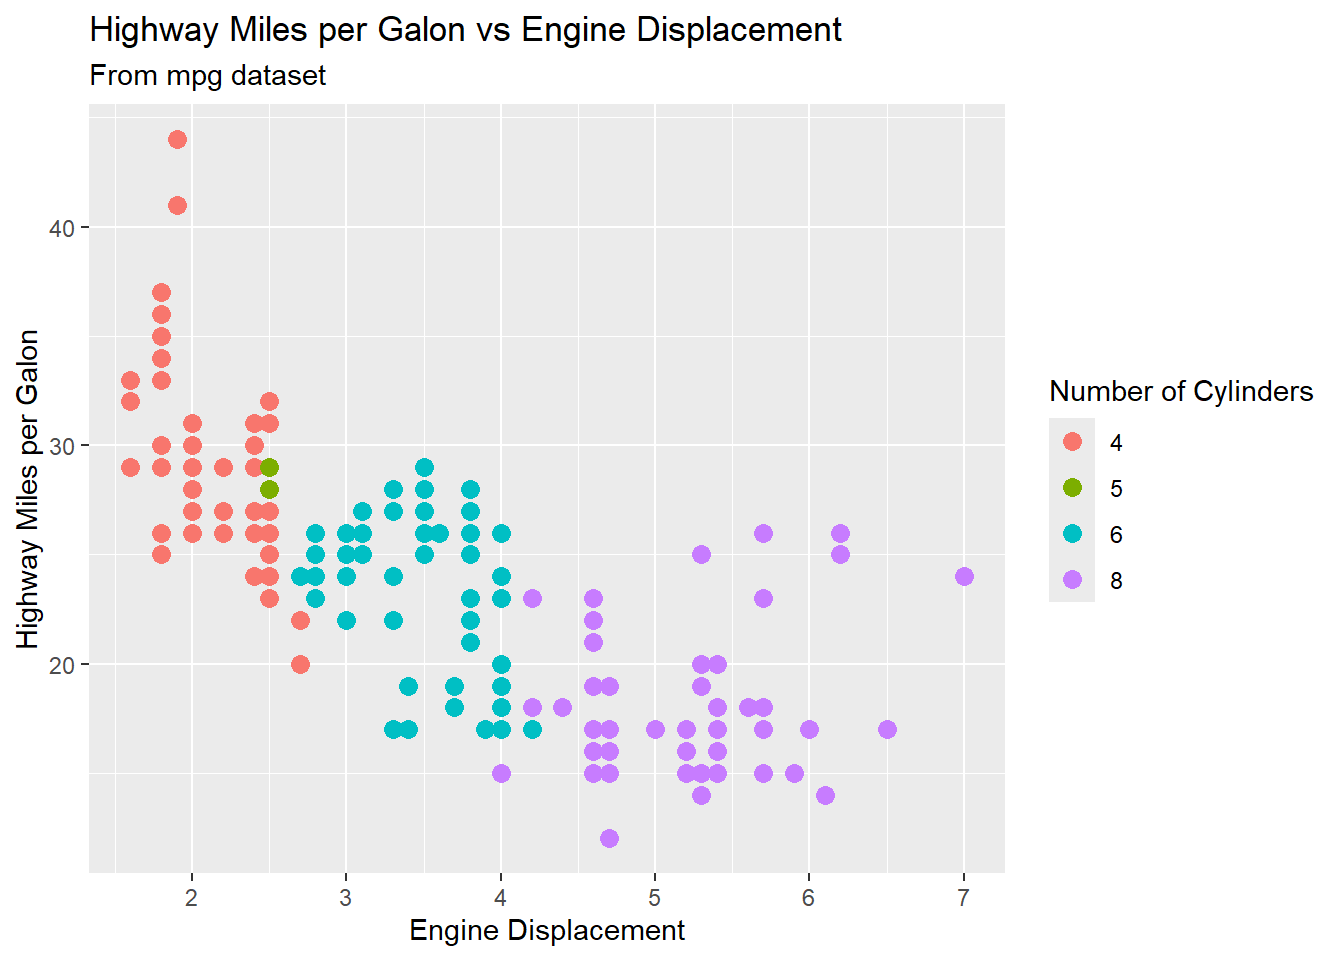 Highway Miles per Galon vs Engine Displacement
From mpg dataset
Highway Miles per Galon
40
30
20
2 3 4 5 6 7
Engine Displacement
Number of Cylinders
4
5
6
8